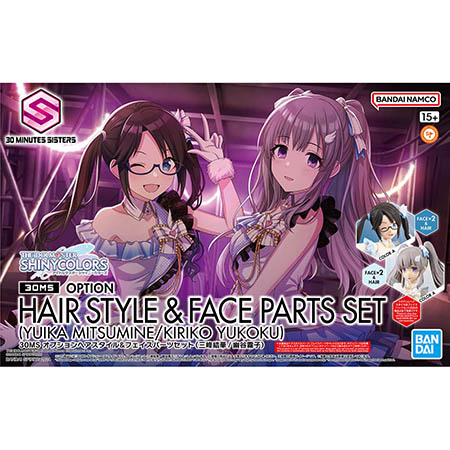 30 MINUTES SISTERS
BANDAI NAMCO
15+
FACE×2
& HAIR
COLOR A
FACE×2
& HAIR
THE IDOLM@STER
SHINYCOLORS
30MS OPTION
HAIR STYLE & FACE PARTS SET
(YUIKA MITSUMINE/KIRIKO YUKOKU)
30MS オプションヘアスタイル&フェイスパーツセット(三峰結華/幽谷霧子)
BAN
DAI